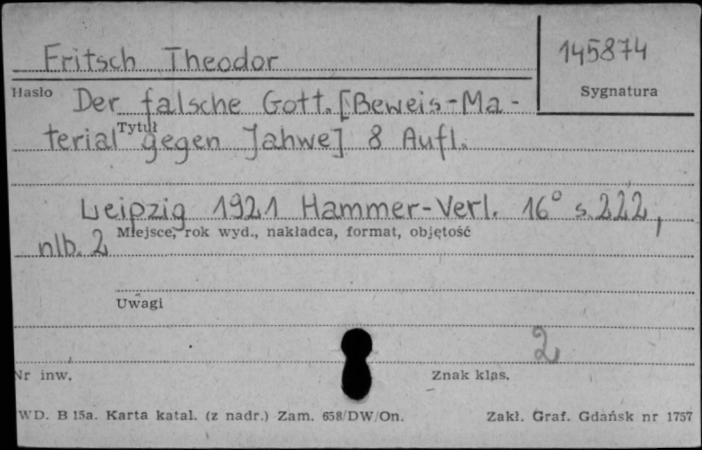 Fritsch Theodor
145874
Hasło
Sygnatura
Der falsche Gott. [Beweis-Ma-
Tytuł
terial gegen Jahwe] 8 Aufl.
Leipzig 1921 Hammer-Verl. 16° s. 222,
Miejsce, rok wyd., nakładca, format, objętość
nlb. 2
Uwagi
2
Nr inw.
Znak klas.
WD. B 15a. Karta katal. (z nadr.) Zam. 658/DW/On.
Zakł. Graf. Gdańsk nr 1757